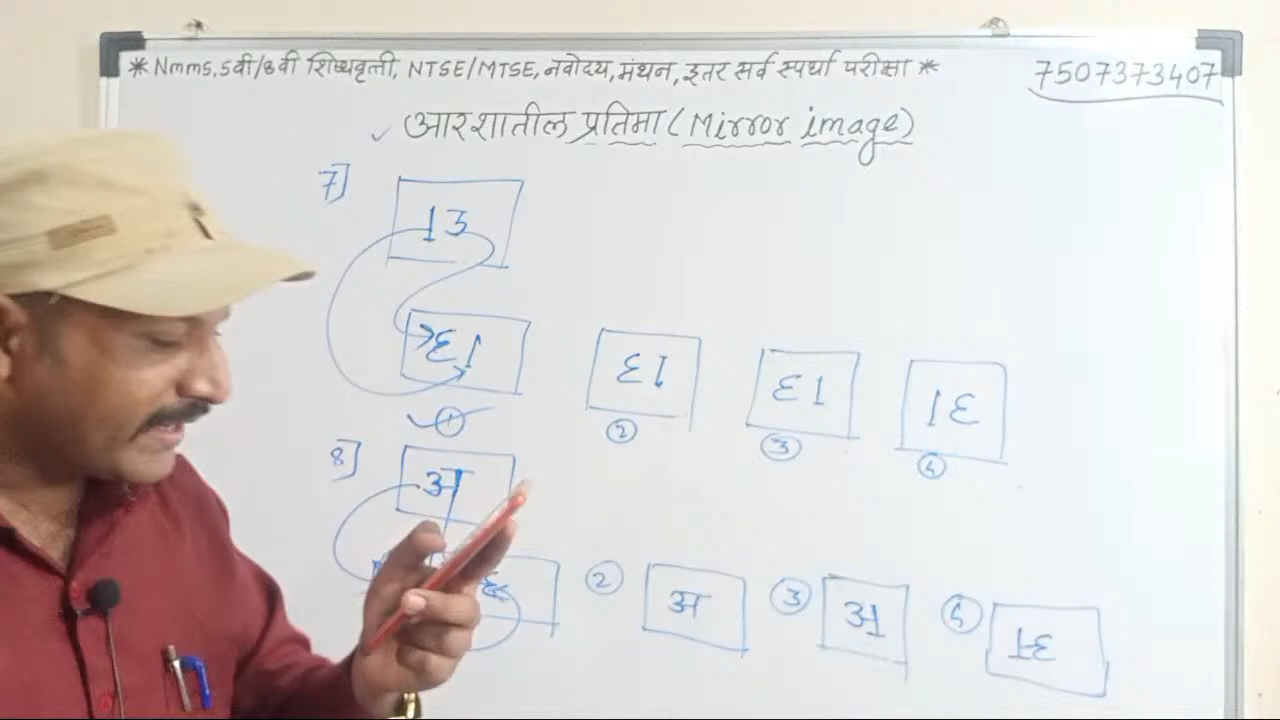 * Nmms, 5वी/8वी शिष्यवृत्ती, NTSE/MTSE, नवोदय, मंथन, इतर सर्व स्पर्धा परीक्षा *
7507373407
✓ आरशातील प्रतिमा (Mirror image)
7]
13
①
②
③
4
8]
अ
②
अ
③
4